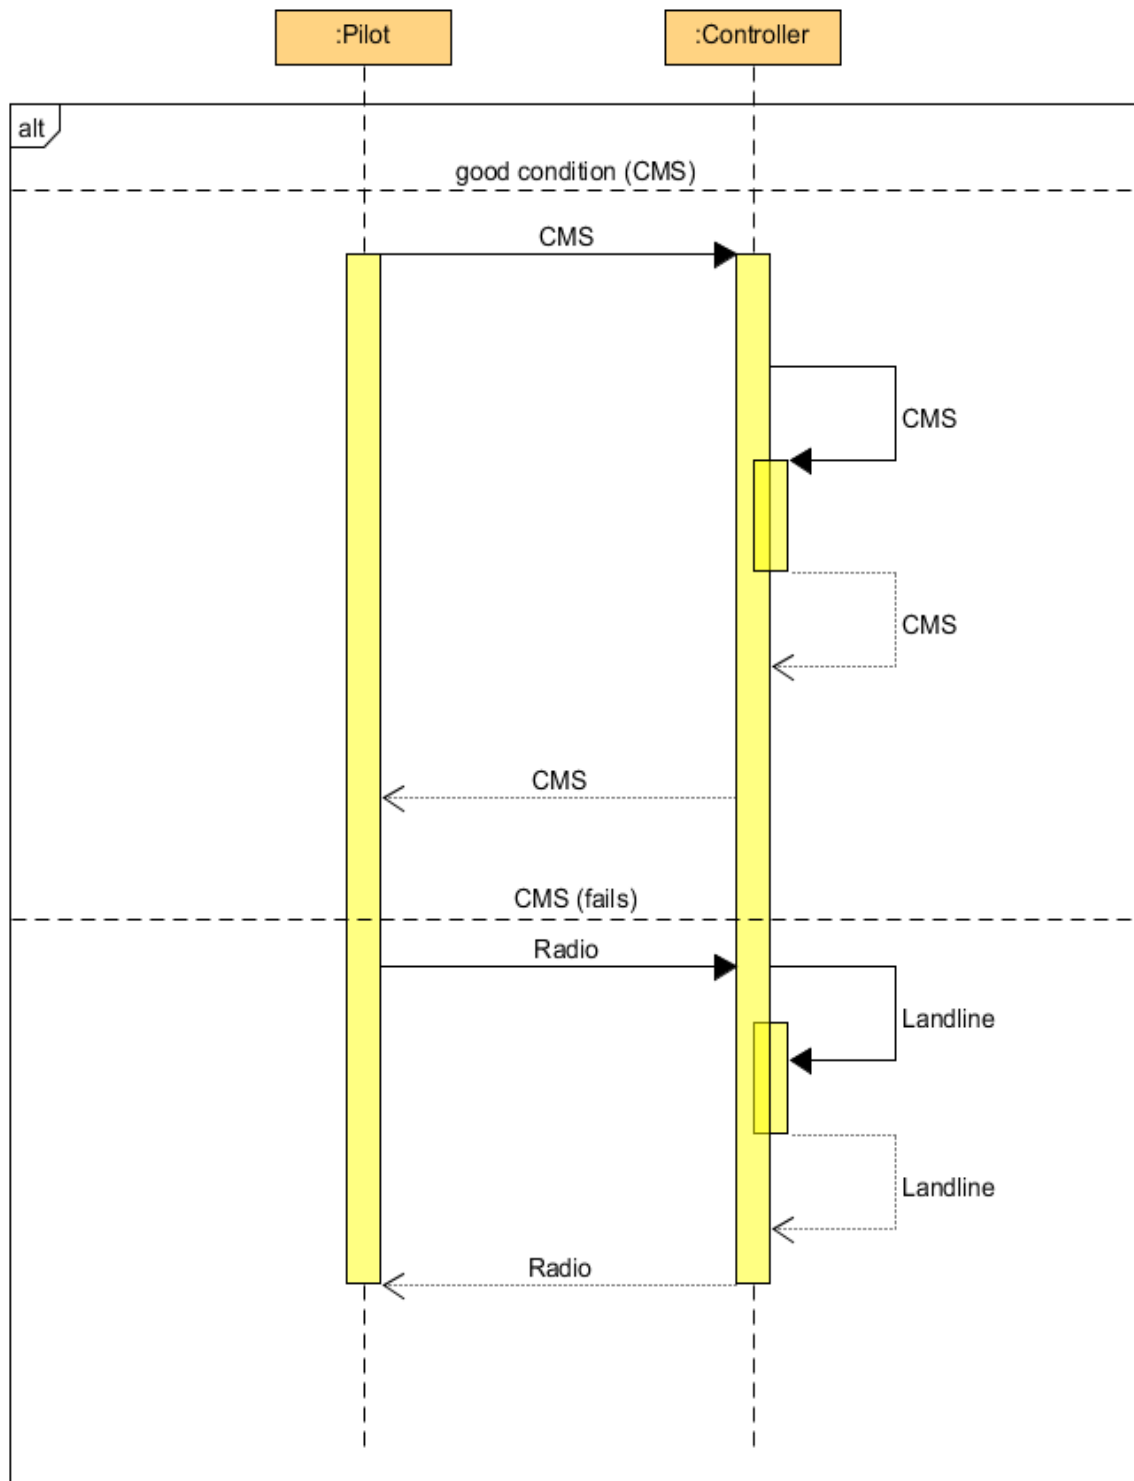 :Pilot
:Controller
alt
good condition (CMS)
CMS
CMS
CMS
CMS
CMS (fails)
Radio
Landline
Landline
Radio